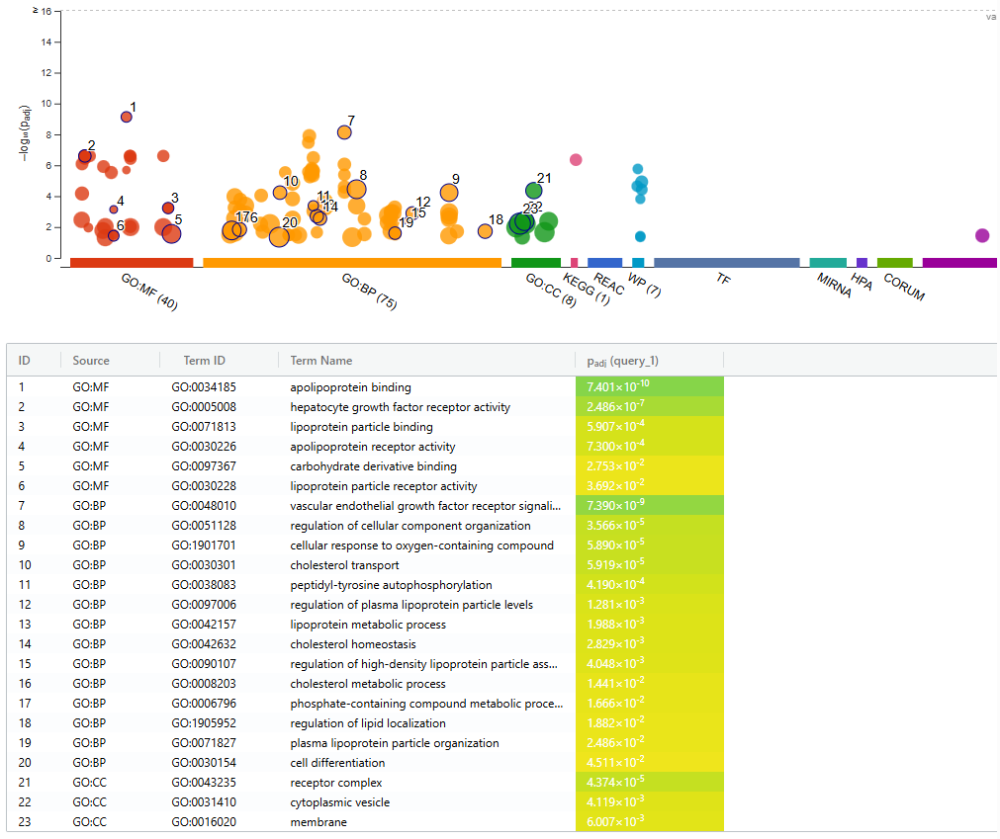 ≥ 16
va
14
12
10
8
6
4
2
0
-log₁₀(p_adj)
1
2
3
4
5
6
7
8
9
10
11
12
14
15
176
18
19
20
21
23
GO:MF (40)
GO:BP (75)
GO:CC (8)
KEGG (1)
REAC
WP (7)
TF
MIRNA
HPA
CORUM
ID Source Term ID Term Name p_adj (query_1)
1 GO:MF GO:0034185 apolipoprotein binding 7.401×10⁻¹⁰
2 GO:MF GO:0005008 hepatocyte growth factor receptor activity 2.486×10⁻⁷
3 GO:MF GO:0071813 lipoprotein particle binding 5.907×10⁻⁴
4 GO:MF GO:0030226 apolipoprotein receptor activity 7.300×10⁻⁴
5 GO:MF GO:0097367 carbohydrate derivative binding 2.753×10⁻²
6 GO:MF GO:0030228 lipoprotein particle receptor activity 3.692×10⁻²
7 GO:BP GO:0048010 vascular endothelial growth factor receptor signali... 7.390×10⁻⁹
8 GO:BP GO:0051128 regulation of cellular component organization 3.566×10⁻⁵
9 GO:BP GO:1901701 cellular response to oxygen-containing compound 5.890×10⁻⁵
10 GO:BP GO:0030301 cholesterol transport 5.919×10⁻⁵
11 GO:BP GO:0038083 peptidyl-tyrosine autophosphorylation 4.190×10⁻⁴
12 GO:BP GO:0097006 regulation of plasma lipoprotein particle levels 1.281×10⁻³
13 GO:BP GO:0042157 lipoprotein metabolic process 1.988×10⁻³
14 GO:BP GO:0042632 cholesterol homeostasis 2.829×10⁻³
15 GO:BP GO:0090107 regulation of high-density lipoprotein particle ass... 4.048×10⁻³
16 GO:BP GO:0008203 cholesterol metabolic process 1.441×10⁻²
17 GO:BP GO:0006796 phosphate-containing compound metabolic proce... 1.666×10⁻²
18 GO:BP GO:1905952 regulation of lipid localization 1.882×10⁻²
19 GO:BP GO:0071827 plasma lipoprotein particle organization 2.486×10⁻²
20 GO:BP GO:0030154 cell differentiation 4.511×10⁻²
21 GO:CC GO:0043235 receptor complex 4.374×10⁻⁵
22 GO:CC GO:0031410 cytoplasmic vesicle 4.119×10⁻³
23 GO:CC GO:0016020 membrane 6.007×10⁻³